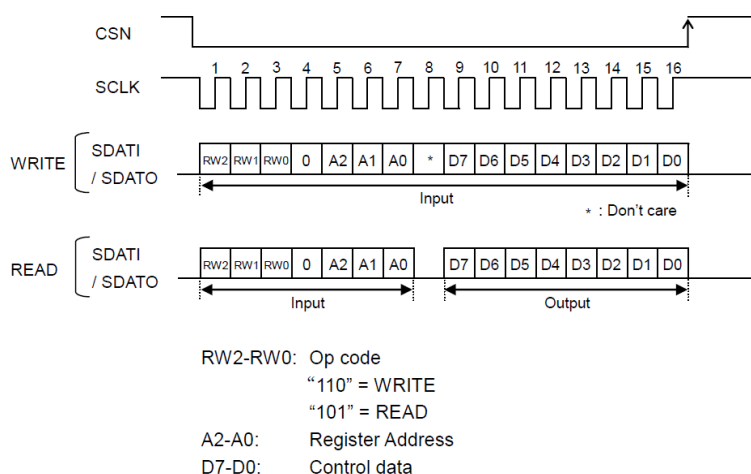 CSN
1 2 3 4 5 6 7 8 9 10 11 12 13 14 15 16
SCLK
WRITE SDATI / SDATO
RW2 RW1 RW0 0 A2 A1 A0 * D7 D6 D5 D4 D3 D2 D1 D0
Input
* : Don't care
READ SDATI / SDATO
RW2 RW1 RW0 0 A2 A1 A0 D7 D6 D5 D4 D3 D2 D1 D0
Input Output
RW2-RW0: Op code
“110” = WRITE
“101” = READ
A2-A0: Register Address
D7-D0: Control data